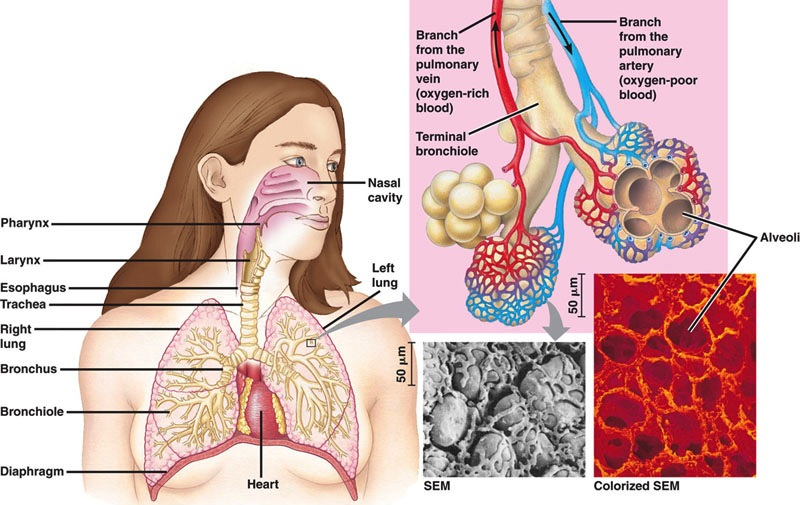 Pharynx
Larynx
Esophagus
Trachea
Right
lung
Bronchus
Bronchiole
Diaphragm
Nasal
cavity
Left
lung
Heart
Branch
from the
pulmonary
vein
(oxygen-rich
blood)
Terminal
bronchiole
Branch
from the
pulmonary
artery
(oxygen-poor
blood)
Alveoli
50 µm
50 µm
SEM
Colorized SEM